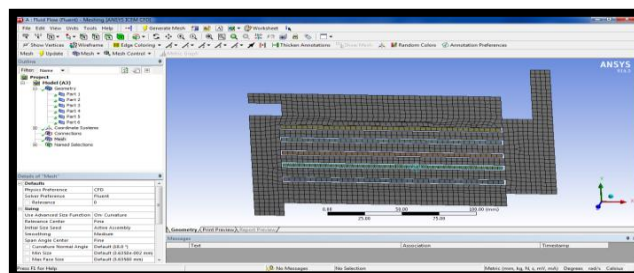 A : Fluid Flow (Fluent) - Meshing [ANSYS ICEM CFD]
File Edit View Units Tools Help
Generate Mesh
Worksheet
Show Vertices Wireframe Edge Coloring
Thicken Annotations
Random Colors Annotation Preferences
Mesh Update Mesh Mesh Control
Outline
Filter: Name
Project
Model (A3)
Geometry
Part 1
Part 2
Part 3
Part 4
Part 5
Part 6
Coordinate Systems
Connections
Mesh
Named Selections
Details of "Mesh"
Defaults
Physics Preference CFD
Solver Preference Fluent
Relevance 0
Sizing
Use Advanced Size Function On: Curvature
Relevance Center Fine
Initial Size Seed Active Assembly
Smoothing Medium
Span Angle Center Fine
Curvature Normal Angle
Min Size
Max Face Size
ANSYS
0.00 50.00 100.00 (mm)
25.00 75.00
Geometry Print Preview Report Preview
Messages
Text Association Timestamp
Press F1 for Help No Messages No Selection Metric (mm, kg, N, s, mV, mA) Degrees rad/s Celsius